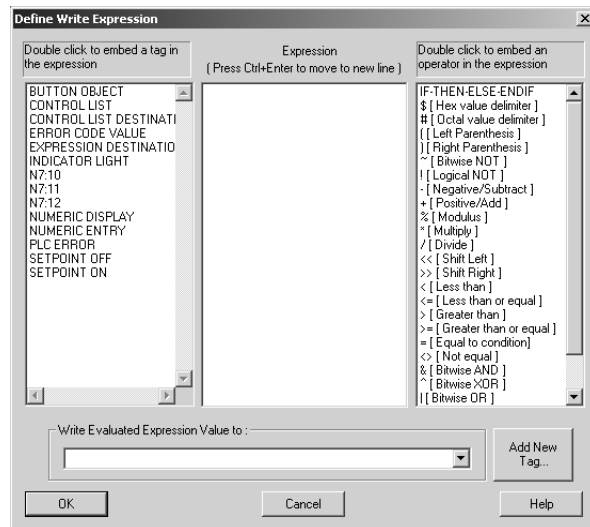 Define Write Expression
Double click to embed a tag in
the expression
Expression
( Press Ctrl+Enter to move to new line )
Double click to embed an
operator in the expression
BUTTON OBJECT
CONTROL LIST
CONTROL LIST DESTINATI
ERROR CODE VALUE
EXPRESSION DESTINATIO
INDICATOR LIGHT
N7:10
N7:11
N7:12
NUMERIC DISPLAY
NUMERIC ENTRY
PLC ERROR
SETPOINT OFF
SETPOINT ON
IF-THEN-ELSE-ENDIF
$ [ Hex value delimiter ]
# [ Octal value delimiter ]
( [ Left Parenthesis ]
) [ Right Parenthesis ]
~ [ Bitwise NOT ]
! [ Logical NOT ]
- [ Negative/Subtract ]
+ [ Positive/Add ]
% [ Modulus ]
* [ Multiply ]
/ [ Divide ]
<< [ Shift Left ]
>> [ Shift Right ]
< [ Less than ]
<= [ Less than or equal ]
> [ Greater than ]
>= [ Greater than or equal ]
= [ Equal to condition]
<> [ Not equal ]
& [ Bitwise AND ]
^ [ Bitwise XOR ]
| [ Bitwise OR ]
Write Evaluated Expression Value to :
Add New
Tag...
OK
Cancel
Help